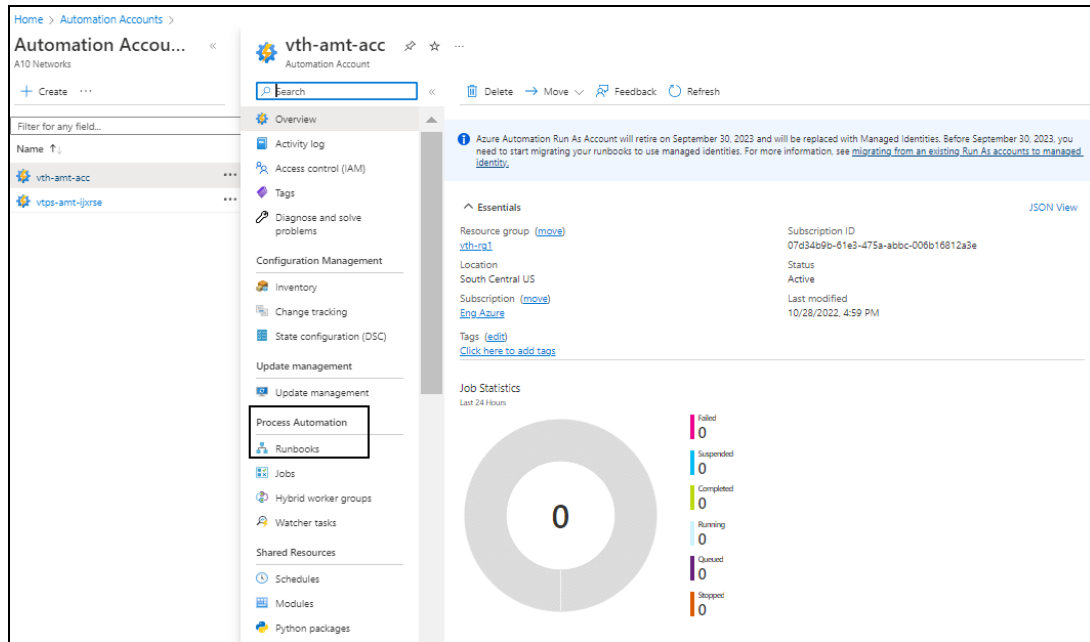 Home > Automation Accounts >
Automation Accou... «
A10 Networks
+ Create ...
Filter for any field...
Name ↑↓
vth-amt-acc ...
vtps-amt-ijxrse ...
vth-amt-acc ...
Automation Account
Search «
Overview
Activity log
Access control (IAM)
Tags
Diagnose and solve
problems
Configuration Management
Inventory
Change tracking
State configuration (DSC)
Update management
Update management
Process Automation
Runbooks
Jobs
Hybrid worker groups
Watcher tasks
Shared Resources
Schedules
Modules
Python packages
Delete → Move Feedback Refresh
Azure Automation Run As Account will retire on September 30, 2023 and will be replaced with Managed Identities. Before September 30, 2023, you
need to start migrating your runbooks to use managed identities. For more information, see migrating from an existing Run As accounts to managed
identity.
Essentials JSON View
Resource group (move)
vth-rg1
Location
South Central US
Subscription (move)
Eng Azure
Tags (edit)
Click here to add tags
Subscription ID
07d34b9b-61e3-475a-abbc-006b16812a3e
Status
Active
Last modified
10/28/2022, 4:59 PM
Job Statistics
Last 24 Hours
0
Failed
0
Suspended
0
Completed
0
Running
0
Queued
0
Stopped
0